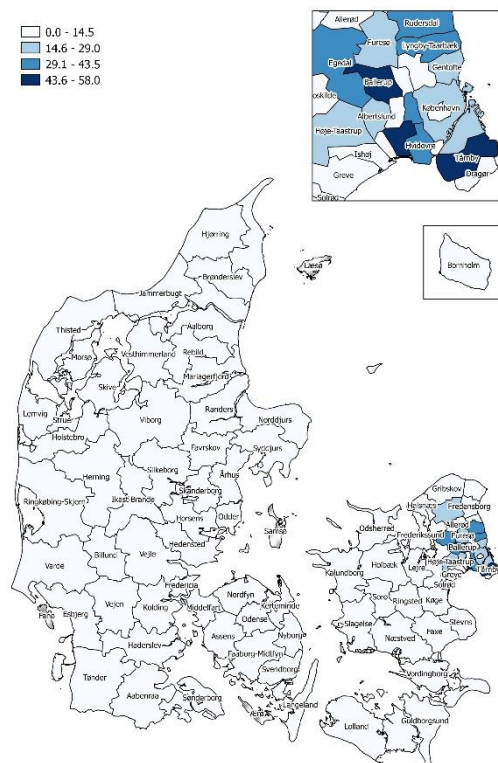 0.0 - 14.5
14.6 - 29.0
29.1 - 43.5
43.6 - 58.0
Allerød
Rudersdal
Furesø
Lyngby-Taarbæk
Egedal
Gentofte
Ballerup
oskilde
København
Albertslund
Høje-Taastrup
Hvidovre
Ishøj
Tårnby
Greve
Dragør
Solrød
Bornholm
Hjørring
Læsø
Brønderslev
Jammerbugt
Thisted
Aalborg
Morsø
Vesthimmerland
Rebild
Mariagerfjord
Skive
Lemvig
Randers
Struer
Viborg
Norddjurs
Holstebro
Favrskov
Syddjurs
Silkeborg
Herning
Århus
Skanderborg
Ringkøbing-Skjern
Ikast-Brande
Odder
Horsens
Samsø
Hedensted
Billund
Vejle
Varde
Fredericia
Vejen
Kolding
Middelfart
Nordfyn
Kerteminde
Fanø
Esbjerg
Odense
Assens
Nyborg
Haderslev
Faaborg-Midtfyn
Svendborg
Tønder
Aabenraa
Sønderborg
Ærø
Langeland
Gribskov
Halsnæs
Fredensborg
Odsherred
Allerød
Frederikssund
Furesø
Ballerup
Kalundborg
Holbæk
Lejre
Høje-Taastrup
Tårnby
Greve
Solrød
Sorø
Ringsted
Køge
Slagelse
Stevns
Næstved
Faxe
Vordingborg
Lolland
Guldborgsund